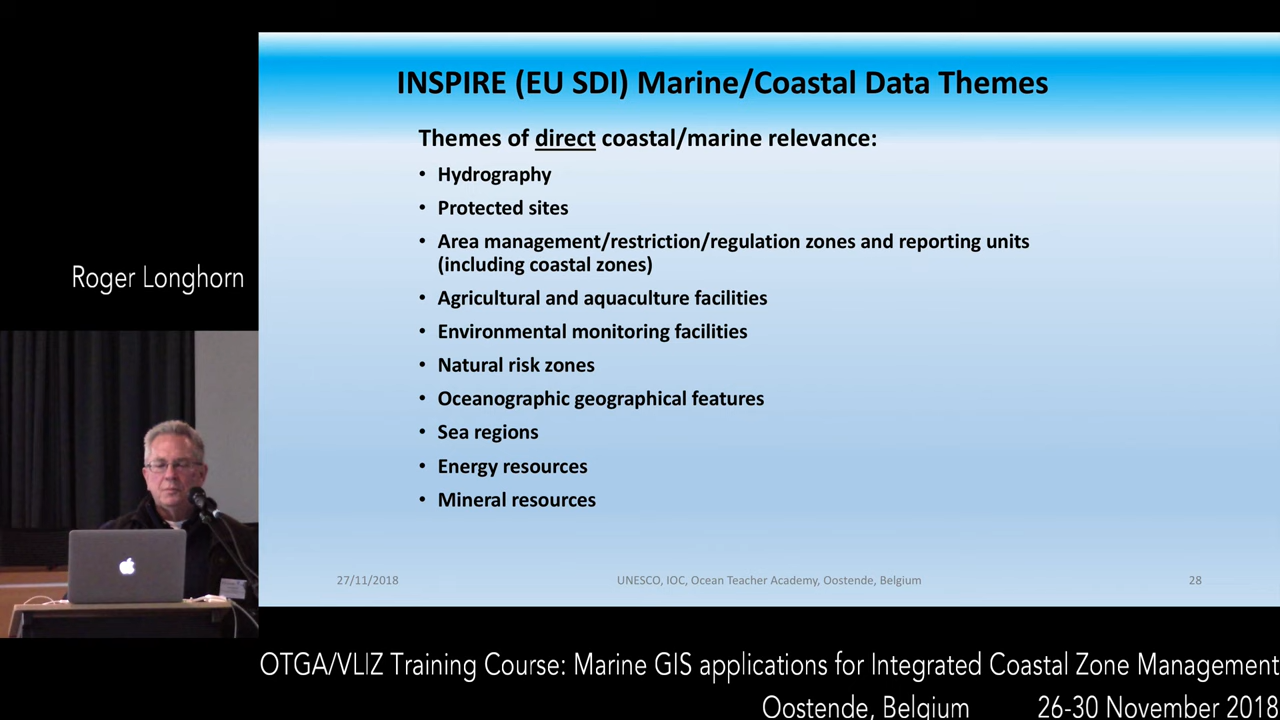 INSPIRE (EU SDI) Marine/Coastal Data Themes
Themes of direct coastal/marine relevance:
• Hydrography
• Protected sites
• Area management/restriction/regulation zones and reporting units
(including coastal zones)
• Agricultural and aquaculture facilities
• Environmental monitoring facilities
• Natural risk zones
• Oceanographic geographical features
• Sea regions
• Energy resources
• Mineral resources
27/11/2018
UNESCO, IOC, Ocean Teacher Academy, Oostende, Belgium
28
Roger Longhorn
OTGA/VLIZ Training Course: Marine GIS applications for Integrated Coastal Zone Management
Oostende, Belgium 26-30 November 2018